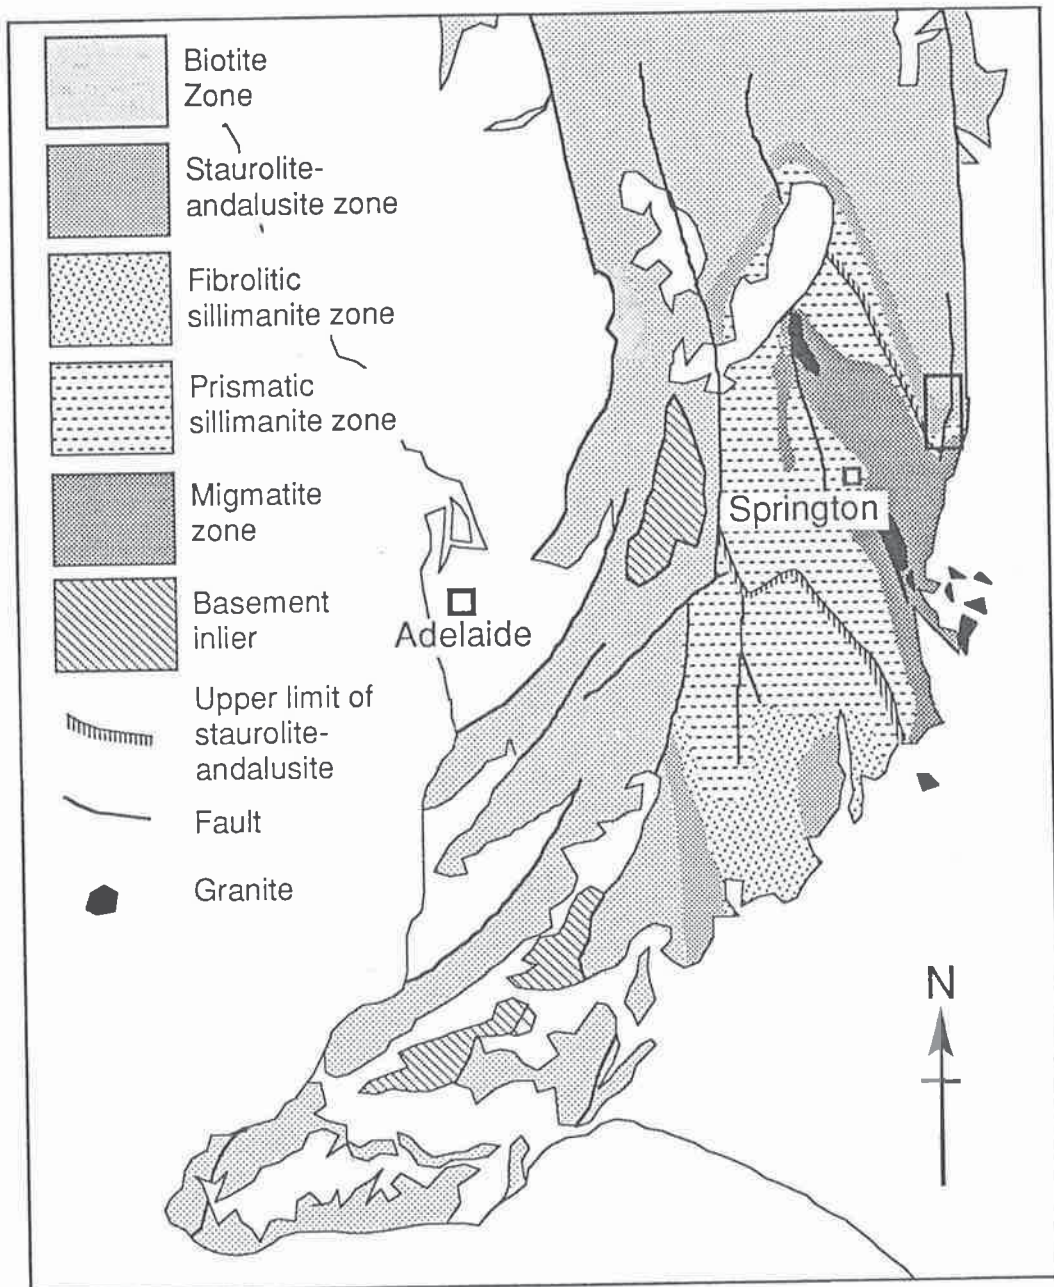 Biotite
Zone
Staurolite-
andalusite zone
Fibrolitic
sillimanite zone
Prismatic
sillimanite zone
Migmatite
zone
Basement
inlier
Upper limit of
staurolite-
andalusite
Fault
Granite
Springton
Adelaide
N